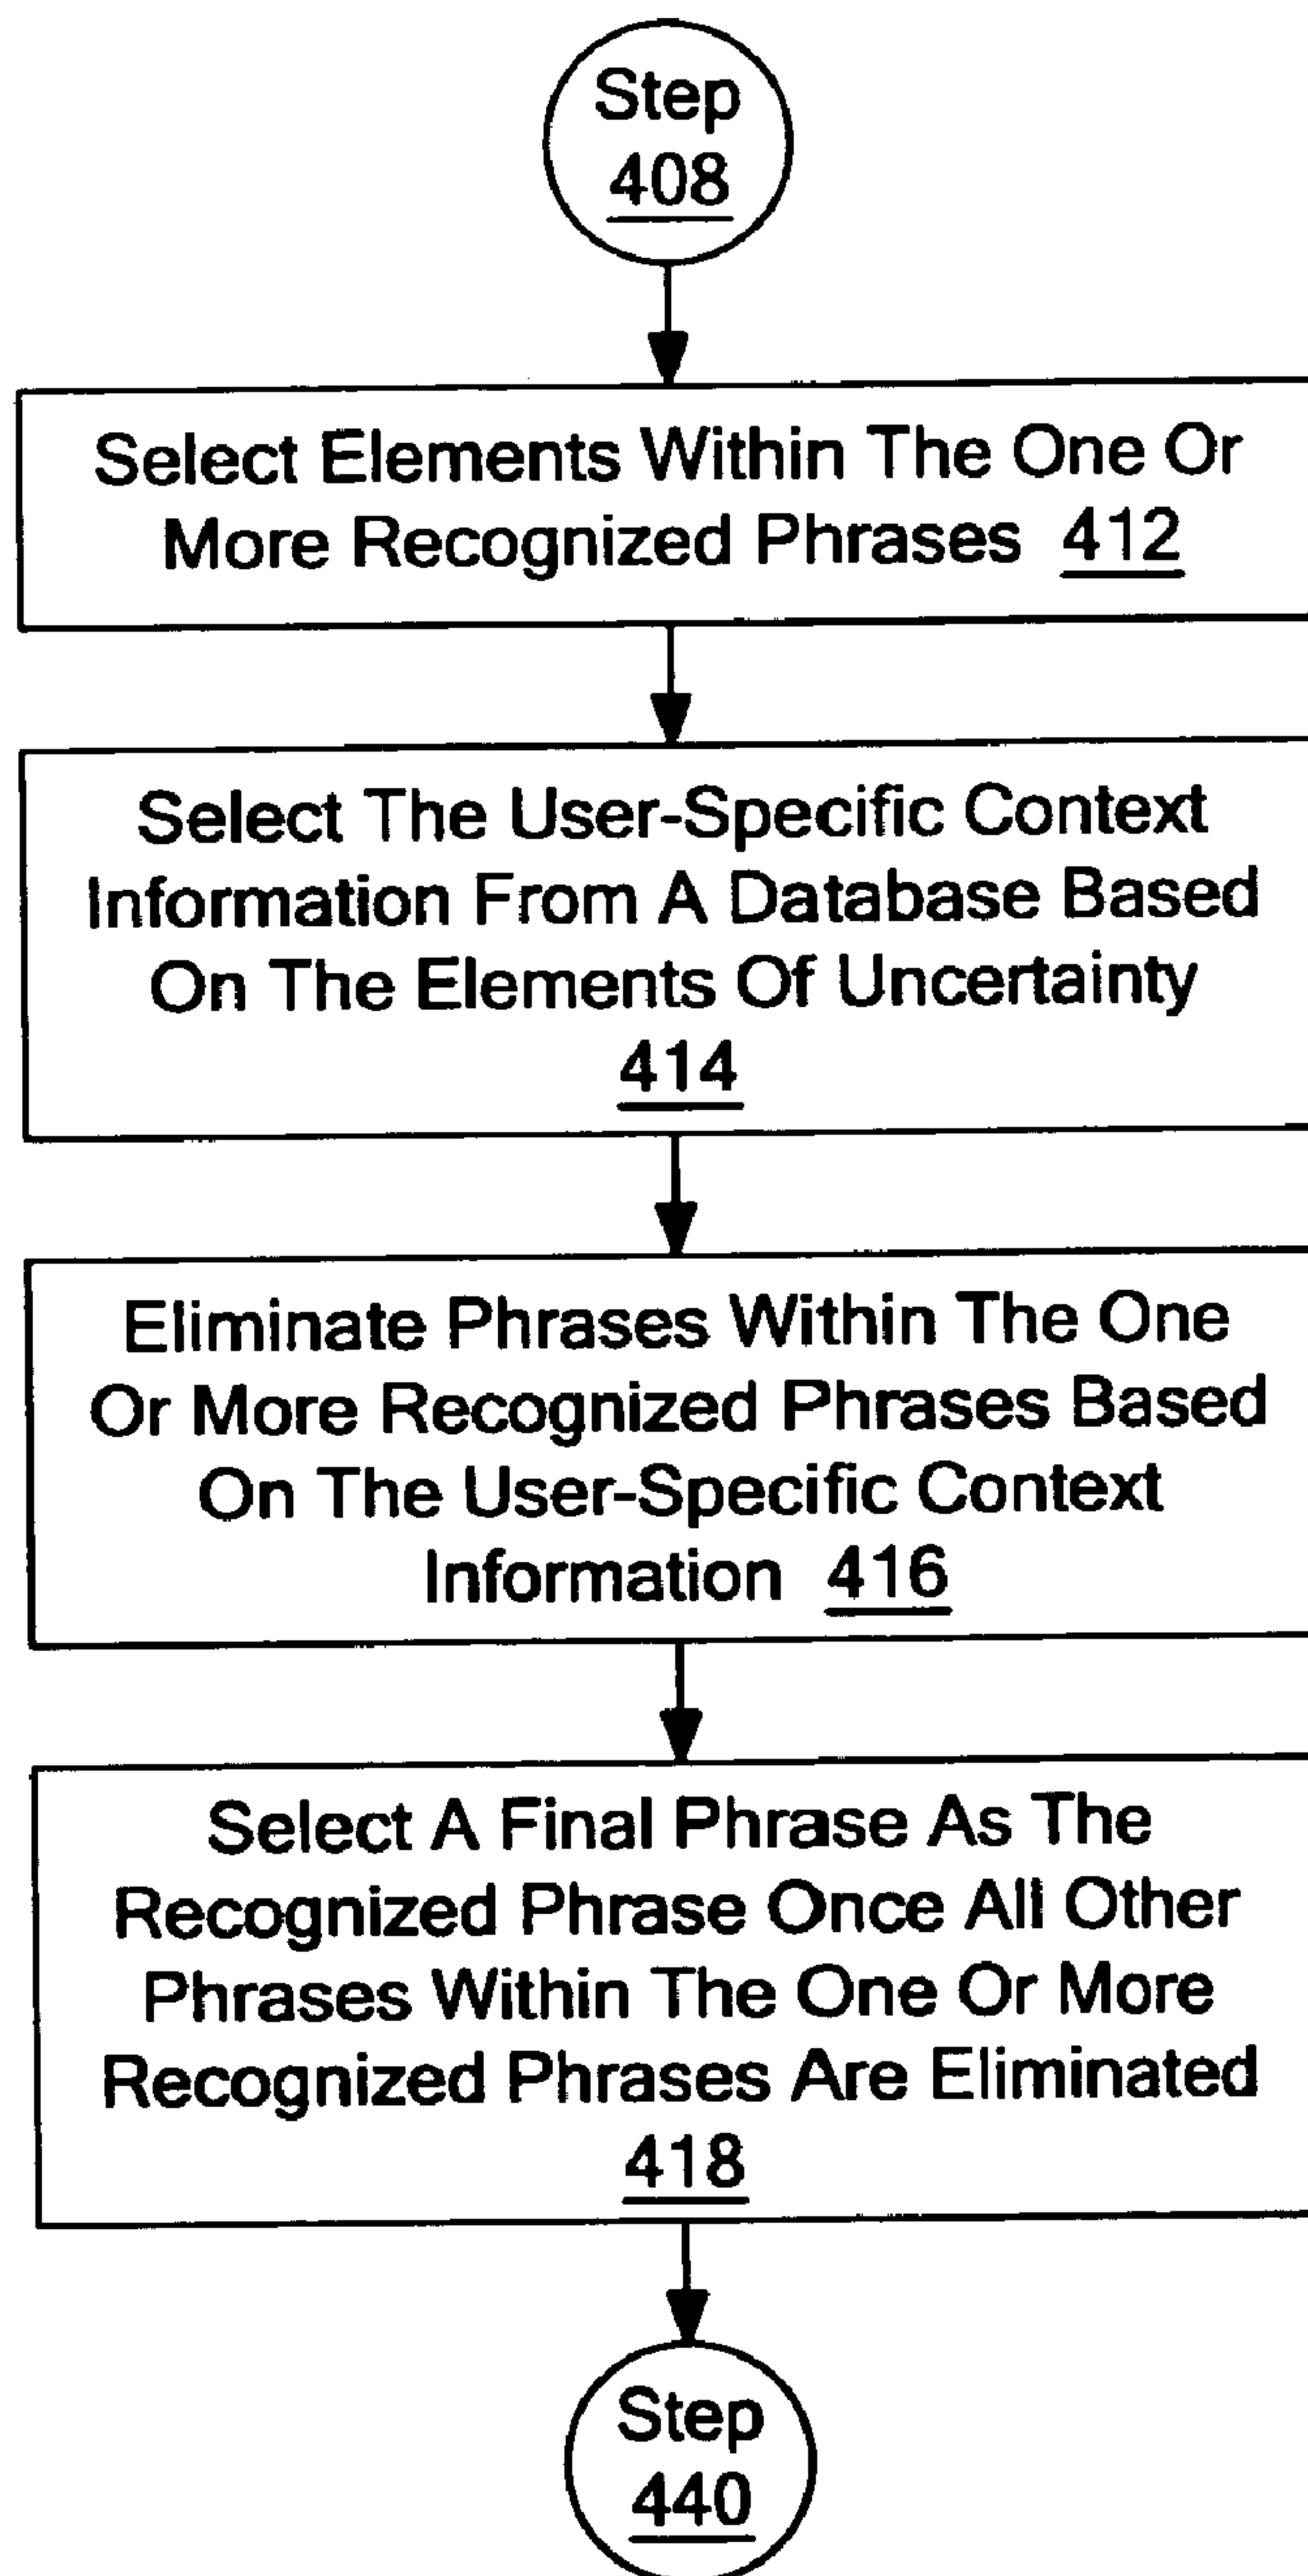 Step
408
Select Elements Within The One Or
More Recognized Phrases 412
Select The User-Specific Context
Information From A Database Based
On The Elements Of Uncertainty
414
Eliminate Phrases Within The One
Or More Recognized Phrases Based
On The User-Specific Context
Information 416
Select A Final Phrase As The
Recognized Phrase Once All Other
Phrases Within The One Or More
Recognized Phrases Are Eliminated
418
Step
440